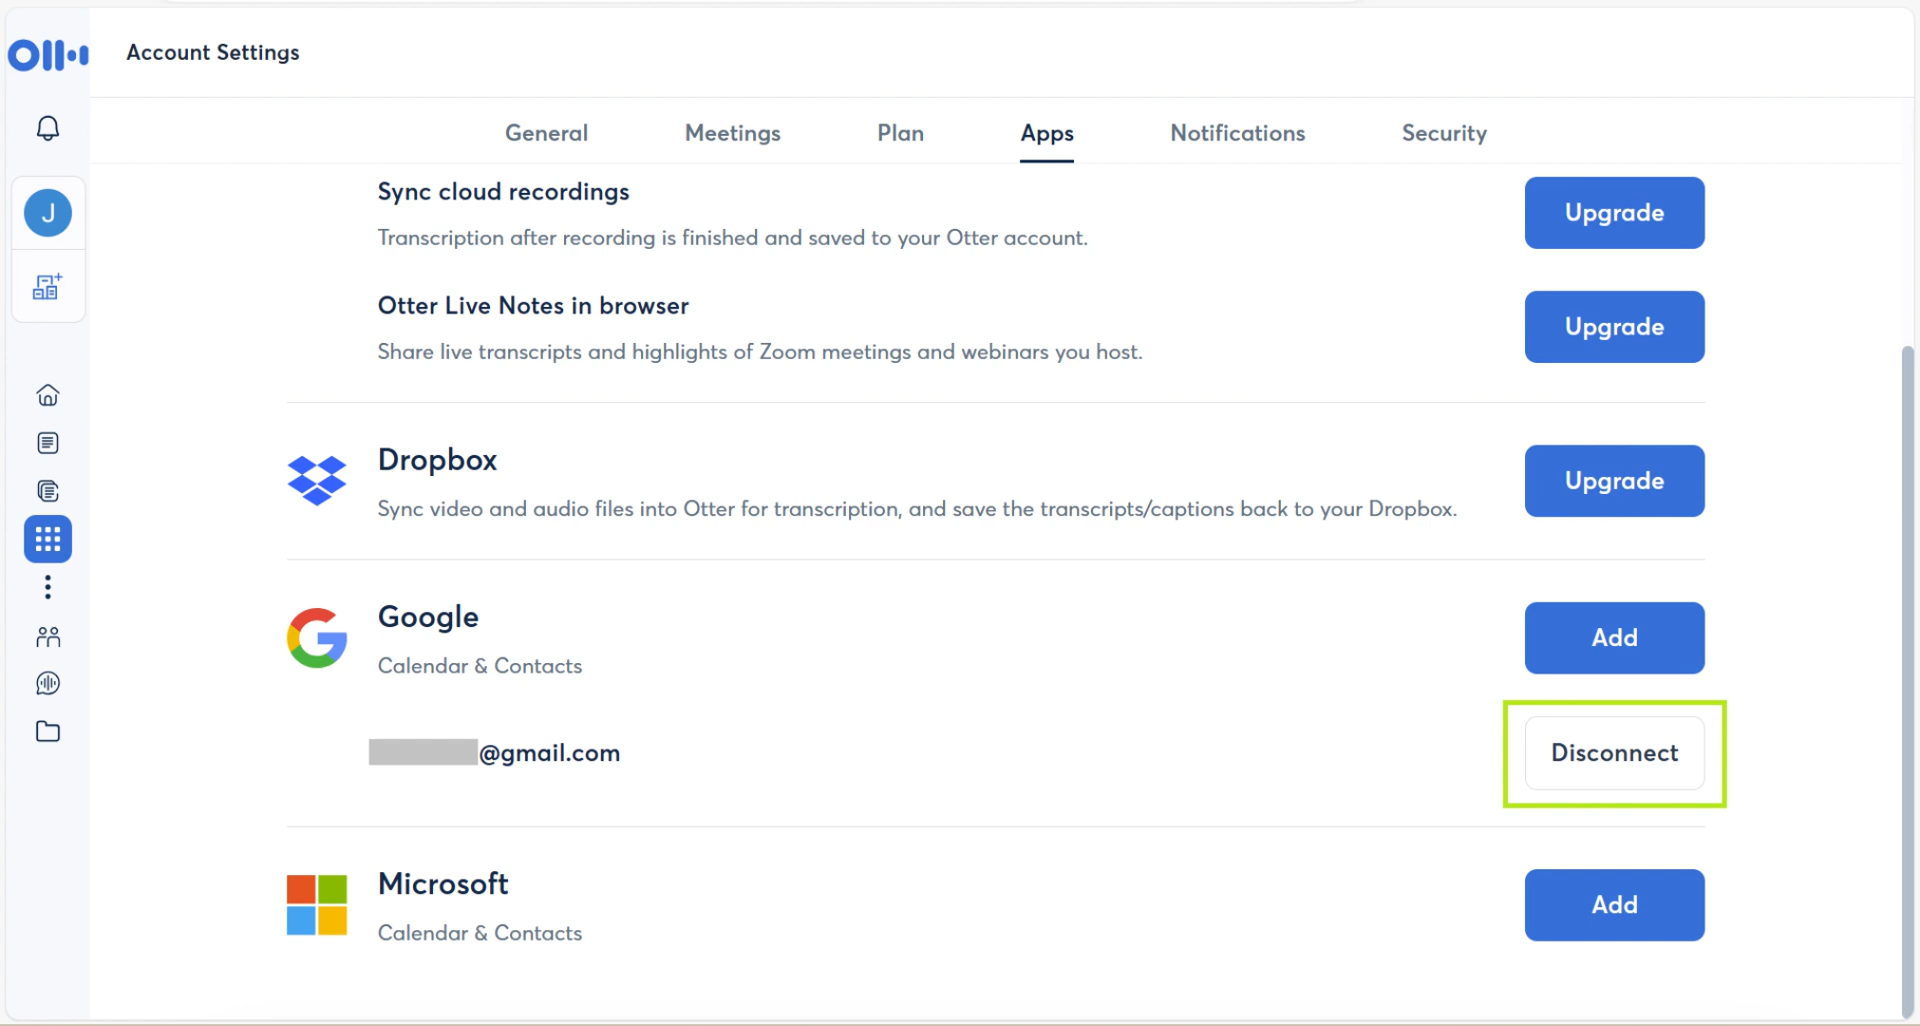 Account Settings
J
General
Meetings
Plan
Apps
Notifications
Security
Sync cloud recordings
Transcription after recording is finished and saved to your Otter account.
Upgrade
Otter Live Notes in browser
Share live transcripts and highlights of Zoom meetings and webinars you host.
Upgrade
Dropbox
Sync video and audio files into Otter for transcription, and save the transcripts/captions back to your Dropbox.
Upgrade
Google
Calendar & Contacts
Add
@gmail.com
Disconnect
Microsoft
Calendar & Contacts
Add